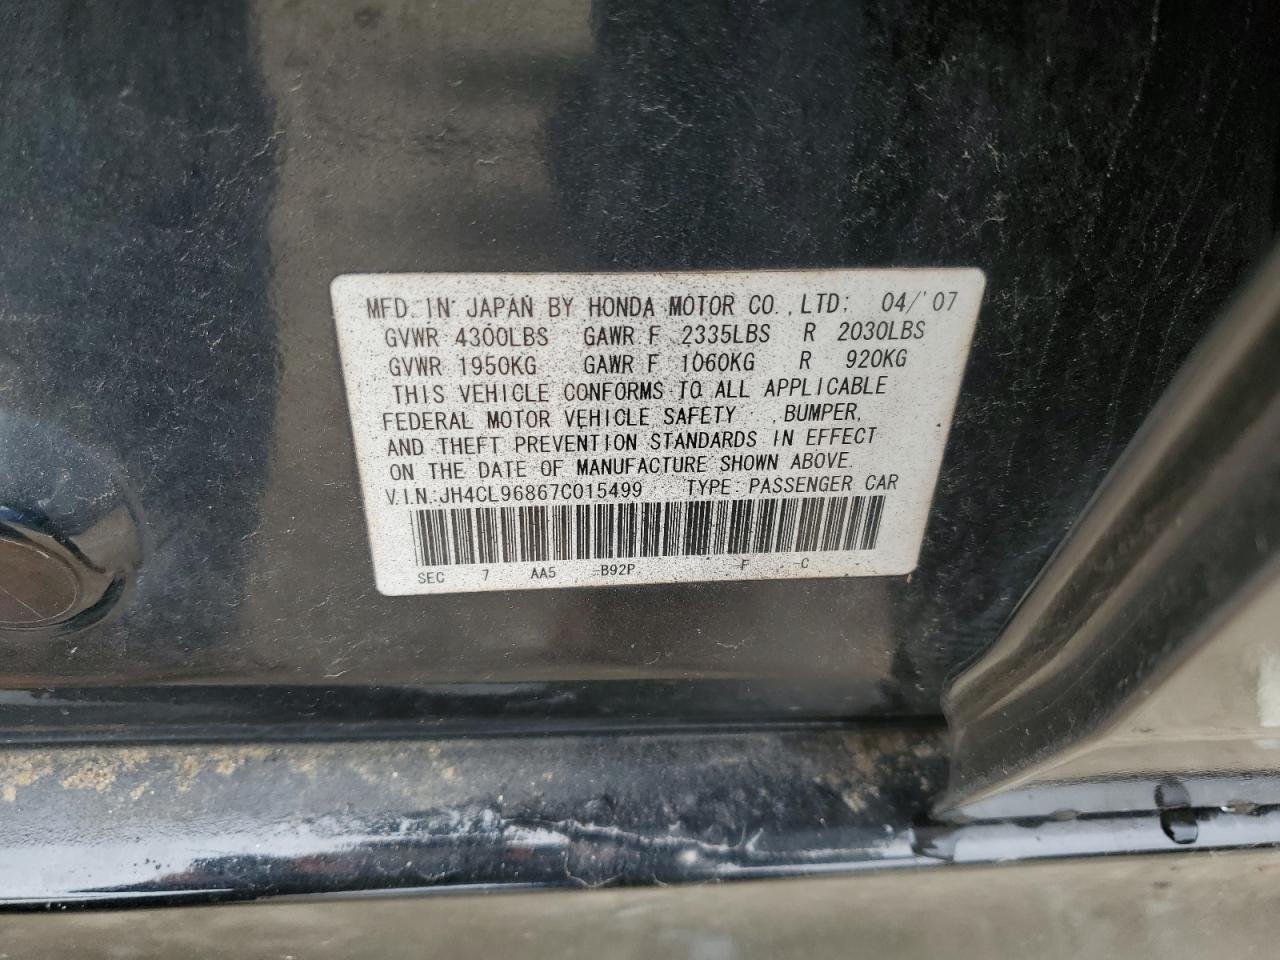 MFD. IN JAPAN BY HONDA MOTOR CO.,LTD. 04/'07
GVWR 4300LBS GAWR F 2335LBS R 2030LBS
GVWR 1950KG GAWR F 1060KG R 920KG
THIS VEHICLE CONFORMS TO ALL APPLICABLE
FEDERAL MOTOR VEHICLE SAFETY , BUMPER,
AND THEFT PREVENTION STANDARDS IN EFFECT
ON THE DATE OF MANUFACTURE SHOWN ABOVE.
V.I.N.:JH4CL96867C015499 TYPE:PASSENGER CAR
SEC 7 AA5 -B92P F -C